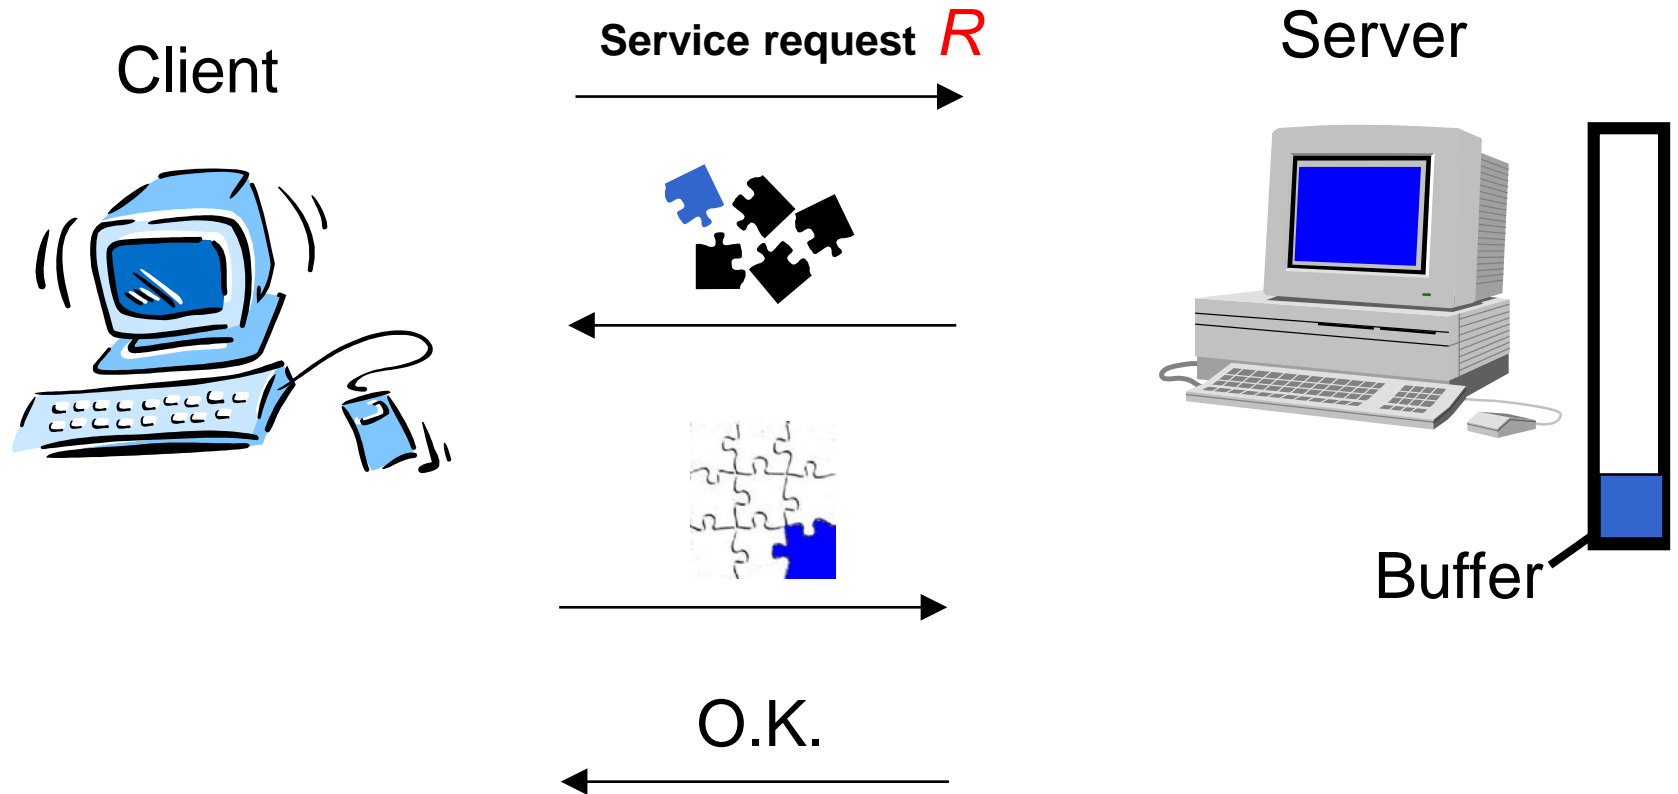 Client
Service request R
Server
Buffer
O.K.